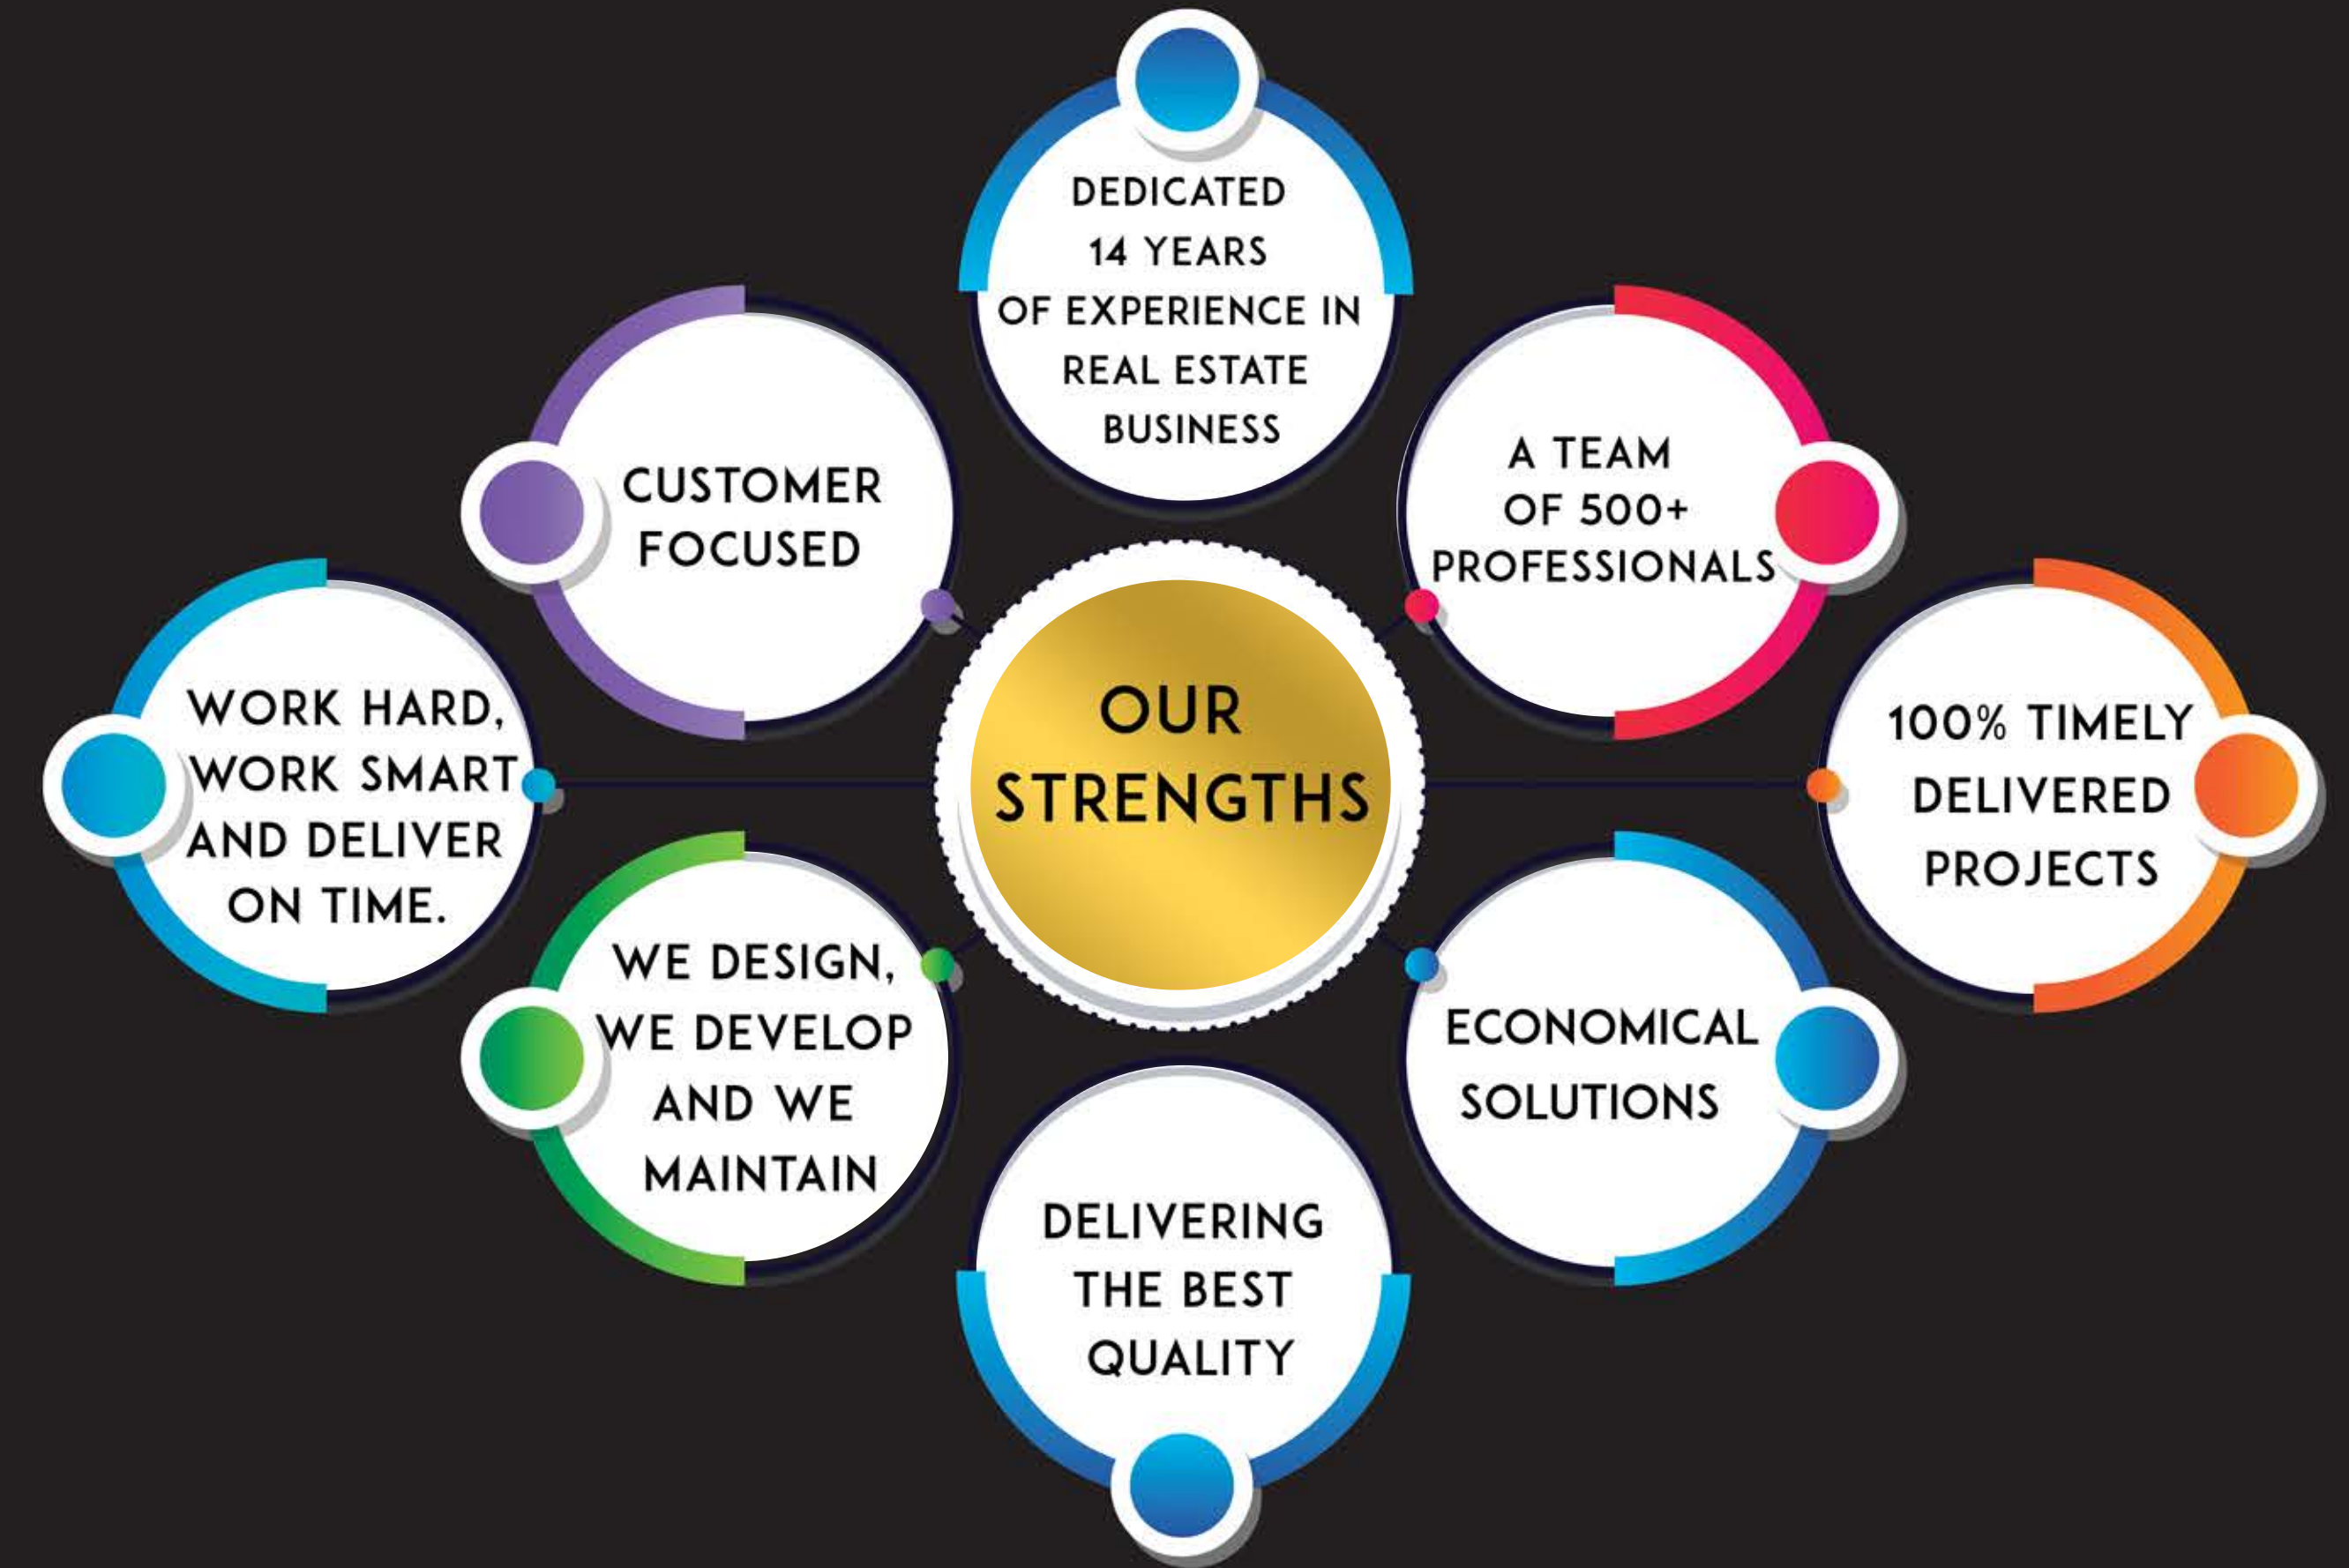 DEDICATED
14 YEARS
OF EXPERIENCE IN
REAL ESTATE
BUSINESS
CUSTOMER
FOCUSED
A TEAM
OF 500+
PROFESSIONALS
WORK HARD,
WORK SMART
AND DELIVER
ON TIME.
OUR
STRENGTHS
100% TIMELY
DELIVERED
PROJECTS
WE DESIGN,
WE DEVELOP
AND WE
MAINTAIN
ECONOMICAL
SOLUTIONS
DELIVERING
THE BEST
QUALITY